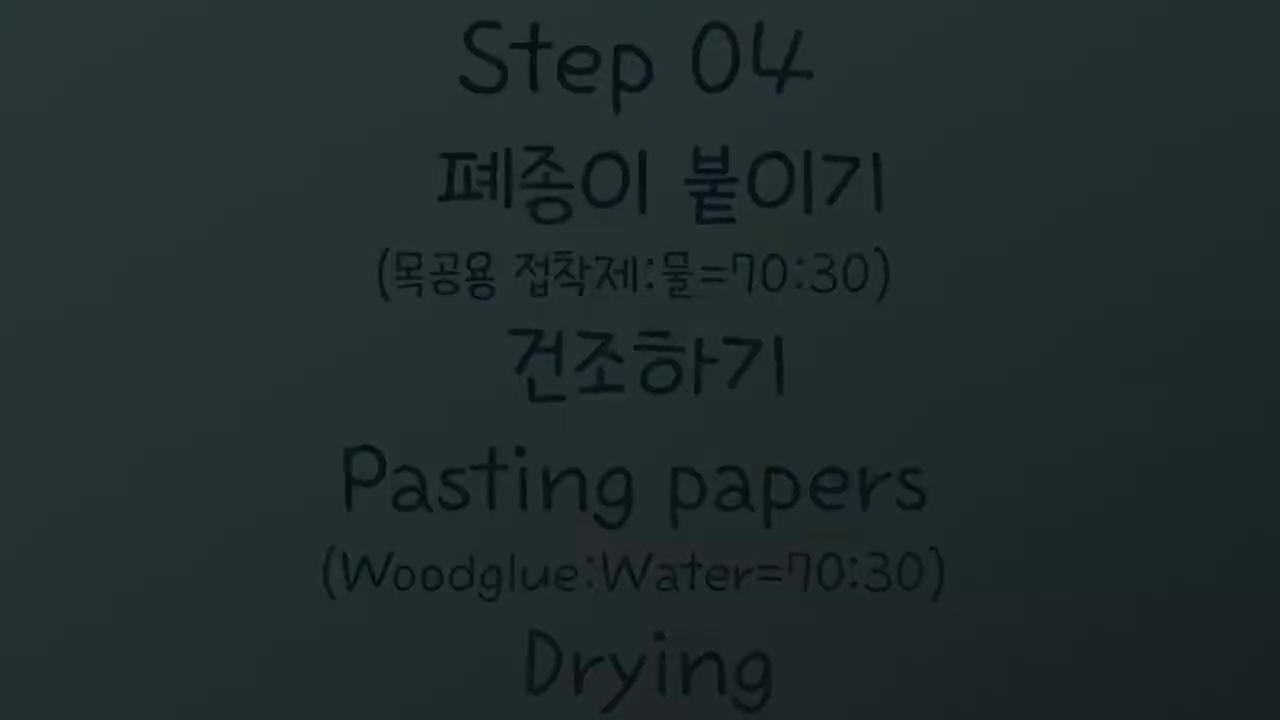 Step 04
폐종이 붙이기
(목공용 접착제:물=70:30)
건조하기
Pasting papers
(Woodglue:Water=70:30)
Drying